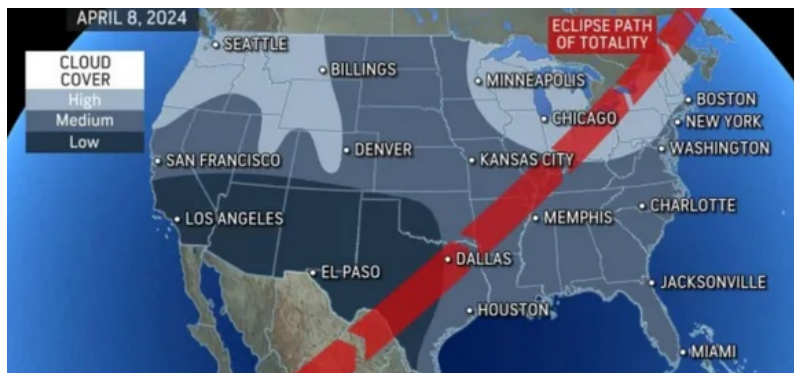 APRIL 8, 2024
ECLIPSE PATH
OF TOTALITY
CLOUD
COVER
High
Medium
Low
SEATTLE
BILLINGS
MINNEAPOLIS
BOSTON
CHICAGO
NEW YORK
DENVER
WASHINGTON
SAN FRANCISCO
KANSAS CITY
CHARLOTTE
LOS ANGELES
MEMPHIS
DALLAS
EL PASO
JACKSONVILLE
HOUSTON
MIAMI